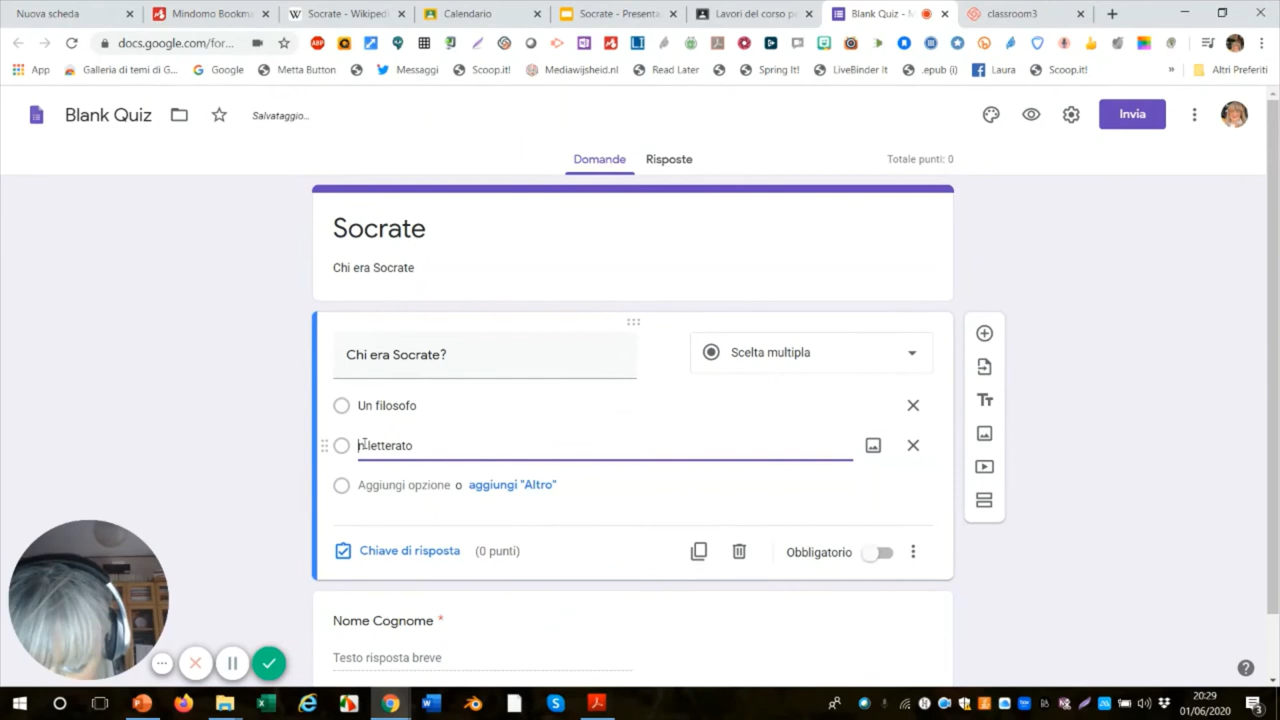 Nuova scheda
Mindomo Bookma
Socrate - Wikiped
Calendario
Socrate - Presenta
Lavori del corso pe
Blank Quiz - M
classroom3
docs.google.com/for...
App
Galleria di temi di G...
Google
Metta Button
Messaggi
Scoop.it!
Mediawijsheid.nl
Read Later
Spring It!
LiveBinder It
.epub (i)
Laura
Scoop.it!
»
Altri Preferiti
Blank Quiz
Salvataggio...
Invia
Domande
Risposte
Totale punti: 0
Socrate
Chi era Socrate
Chi era Socrate?
Scelta multipla
Un filosofo
n letterato
Aggiungi opzione o aggiungi "Altro"
Chiave di risposta (0 punti)
Obbligatorio
Nome Cognome *
Testo risposta breve
20:29
01/06/2020